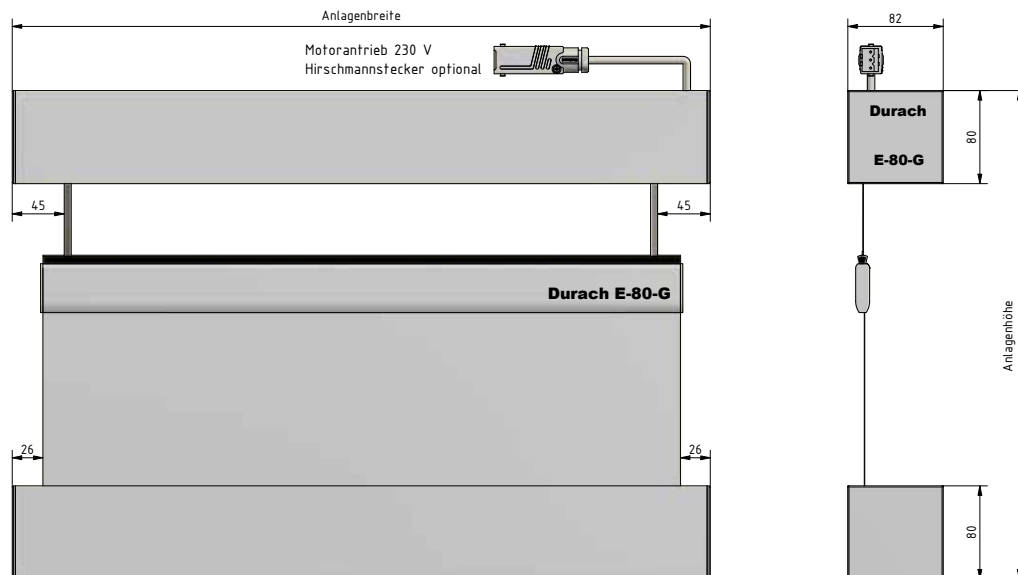 Anlagenbreite
82
Motorantrieb 230 V
Hirschmannstecker optional
Durach
E-80-G
80
45
45
Durach E-80-G
Anlagenhöhe
26
26
80